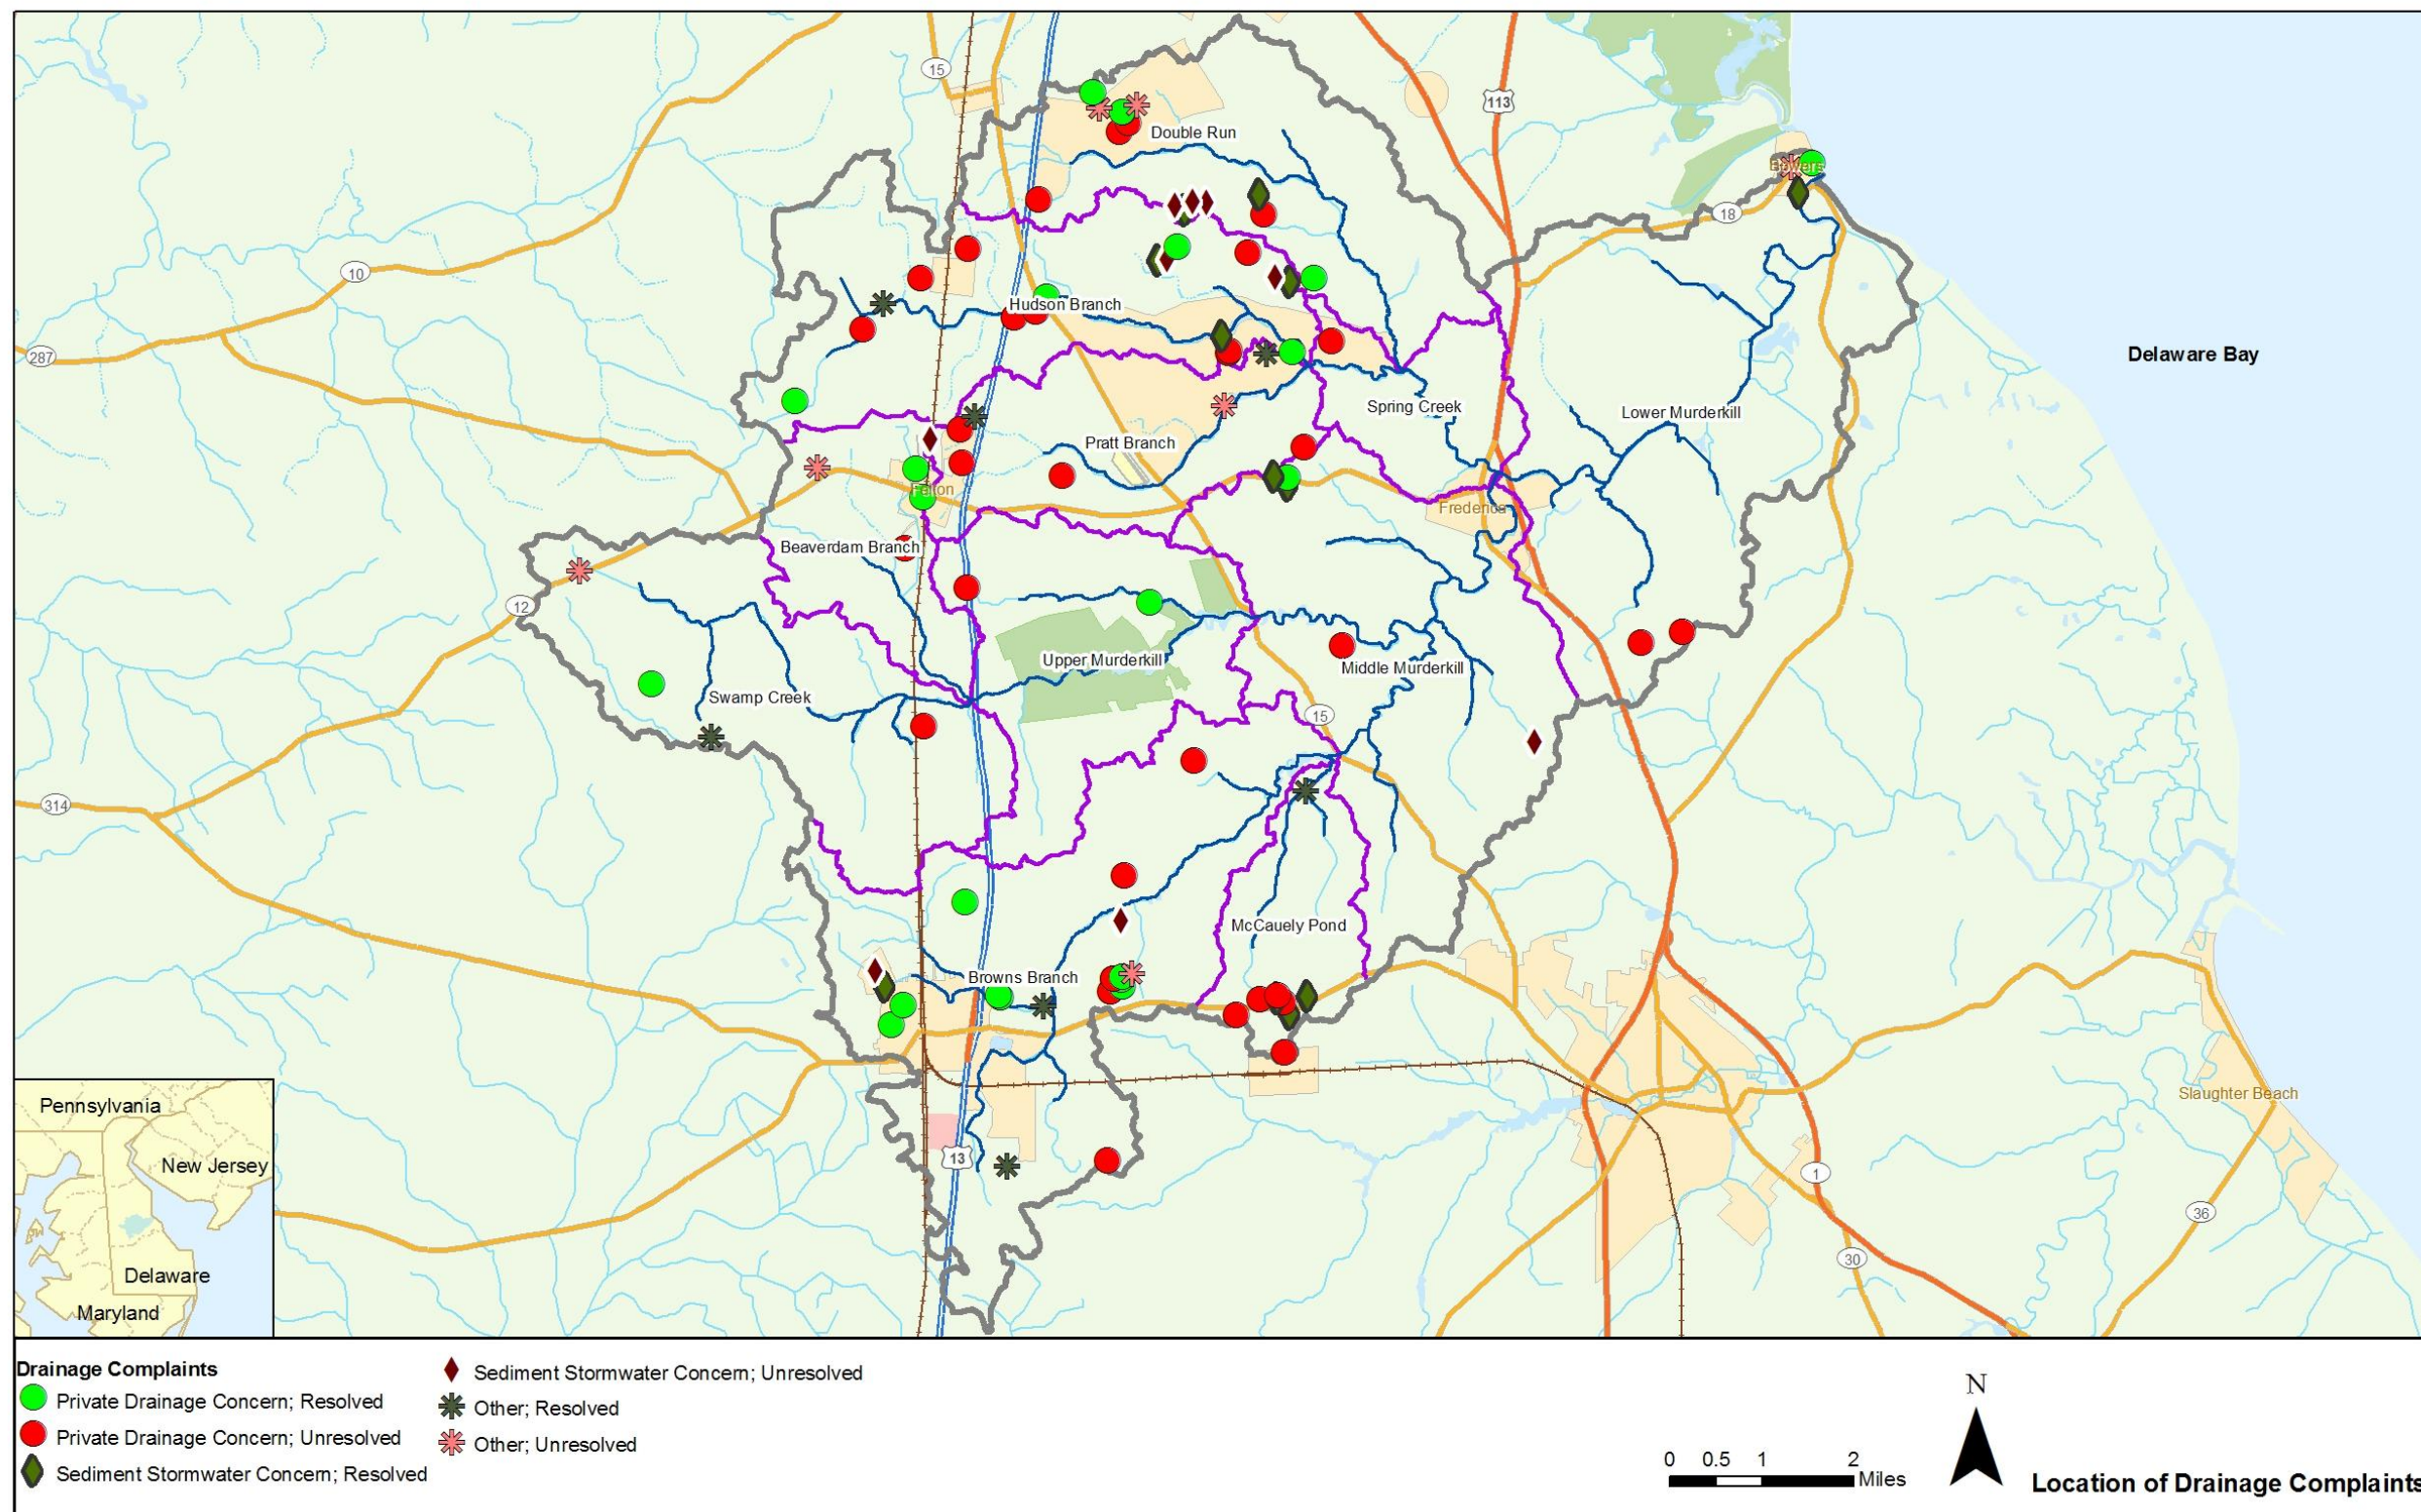 15
113
Double Run
Bowers
18
10
Hudson Branch
287
Delaware Bay
Spring Creek
Lower Murderkill
Pratt Branch
Felton
Frederica
Beaverdam Branch
12
Upper Murderkill
Middle Murderkill
Swamp Creek
15
314
McCauely Pond
Browns Branch
Slaughter Beach
Pennsylvania
New Jersey
Delaware
Maryland
13
1
36
30
Drainage Complaints
Private Drainage Concern; Resolved
Private Drainage Concern; Unresolved
Sediment Stormwater Concern; Resolved
Sediment Stormwater Concern; Unresolved
Other; Resolved
Other; Unresolved
0 0.5 1 2
Miles
N
Location of Drainage Complaints